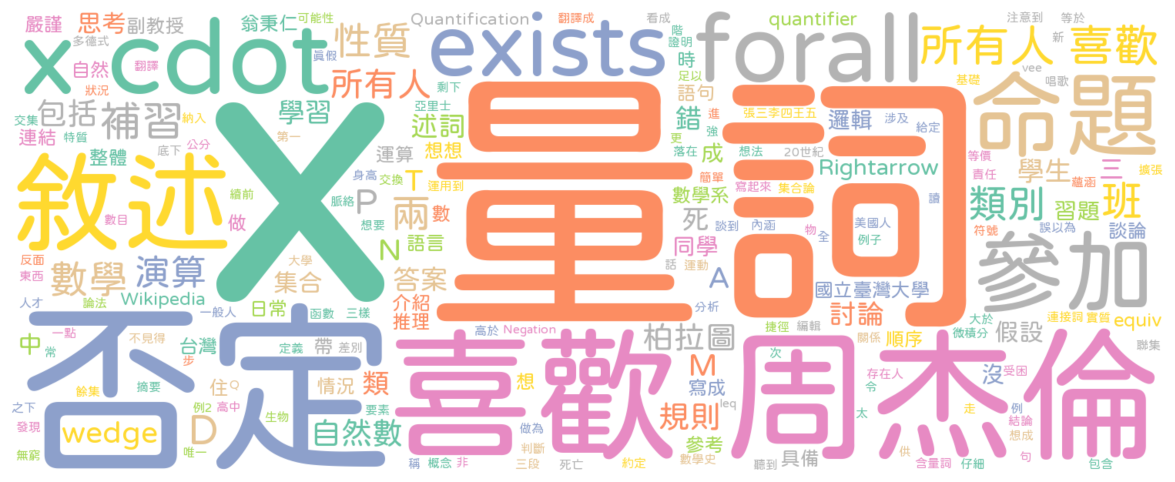 嚴謹 思考 副教授 翁秉仁 可能性 Quantification 翻譯成 看成 quantifier 注意到 等於
多德式 x cdot 性質 exists 階 forall 所有人 喜歡
自然 翻譯 真假 證明 時 新 基礎 vee 唱歌
狀況 所有人 足以 語句 命題
包括 補習 學習 亞里士 剩下 張三李四王五
交集 納入 述詞 錯 進 邏輯 涉及 給定
連結 特質 第一 強
整體 底下 公分 運算 想想 更 成 落在 想法 20世紀 等價 擴張
敘述 X 量詞 T Rightarrow 學生 三
身高 交換 運用到 簡單 責任 蘊涵
續前 P 兩 數學系 寫起來 集合論 讀 類別 習題 班
數目 做 脈絡 數 死 談到 內涵 物 全 美國人 符號 誤以為 談論
想要 N 語言 例子
反面 大學 同學 話 運動 參加
東西 數學 演算 集合 答案 A 國立臺灣大學
人才 論法 Wikipedia 日常 介紹 分析
一般人 函數 三樣 推理 討論 連接詞 實習 equiv
否定 中 常 一點 不見得 台灣 步 定義 帶 差別 高於 Negation 柏拉圖 捷徑 編輯 關係 順序 大於 微積分 假設 聯集
喜歡 周杰倫
餘集 摘要 住 Q 情況 類 想 M 次 存在人 沒 受困
之下 例2 高中 要素 寫成 leq 令 太 走 例
發現 D 生物 自然數 規則 參考 結論
wedge 做為 供 想成
無窮 唯一 判斷 數學史 具備 句
稱 概念 非 三段 死亡 約定 聽到 含量詞 仔細 包含